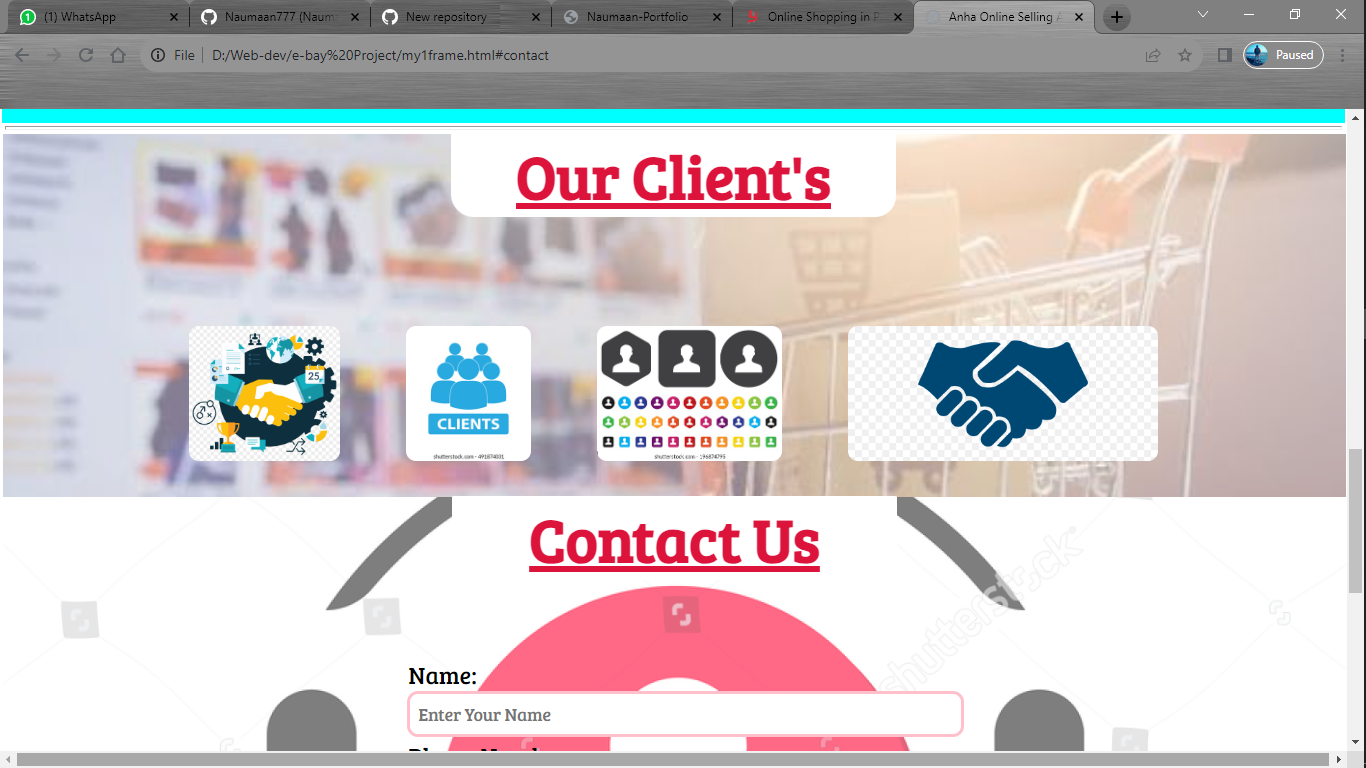 (1) WhatsApp
Naumaan777 (Naum
New repository
Naumaan-Portfolio
Online Shopping in P
Anha Online Selling A
File
D:/Web-dev/e-bay%20Project/my1frame.html#contact
Paused
Our Client's
25
CLIENTS
shutterstock.com · 491874031
shutterstock.com · 196874795
Contact Us
shutterstock
Name:
Enter Your Name